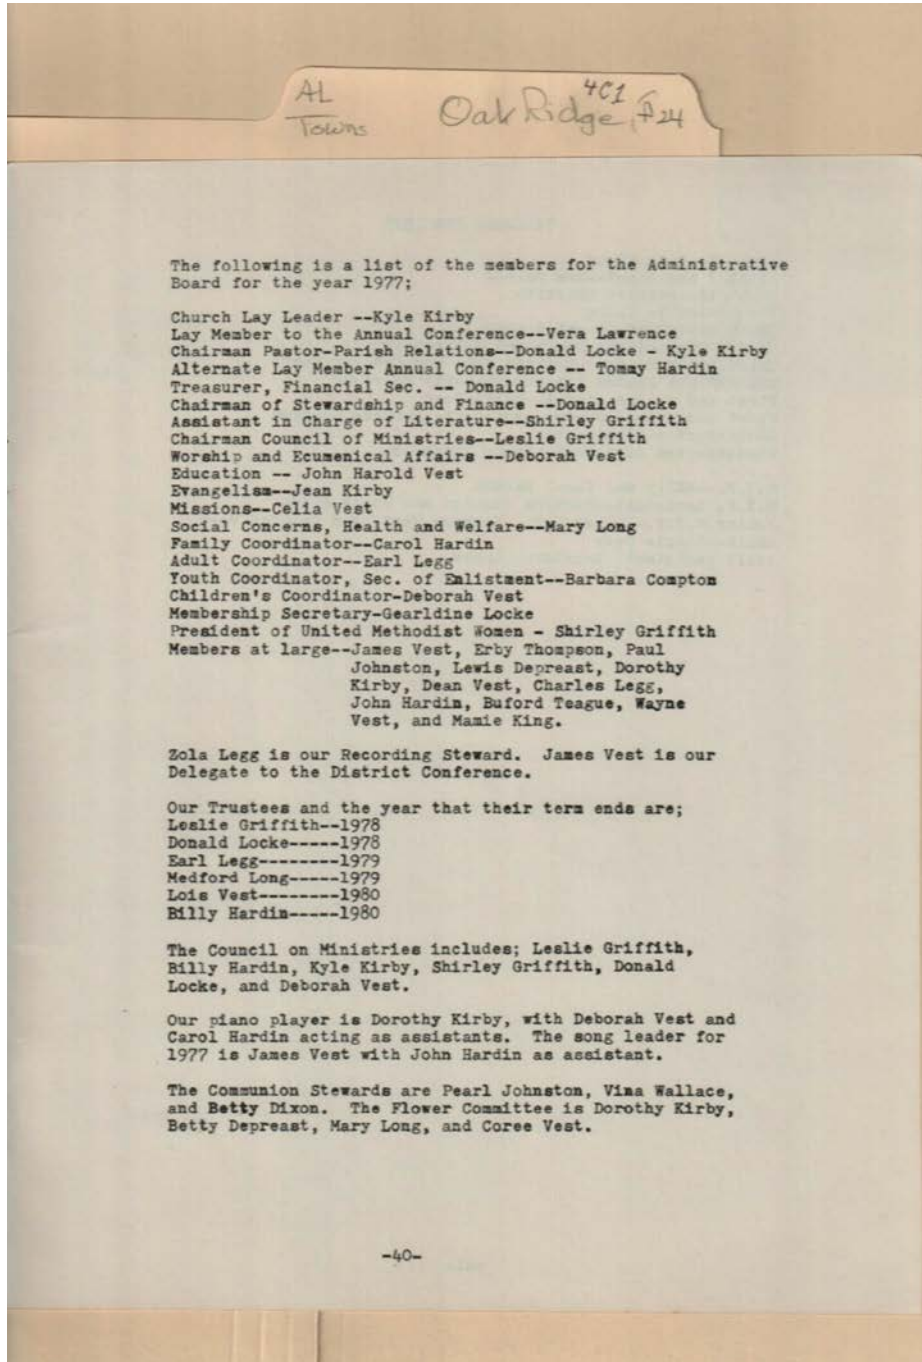 AL
Towns
4C1
Oak Ridge, #24
The following is a list of the members for the Administrative
Board for the year 1977;
Church Lay Leader --Kyle Kirby
Lay Member to the Annual Conference--Vera Lawrence
Chairman Pastor-Parish Relations--Donald Locke - Kyle Kirby
Alternate Lay Member Annual Conference -- Tommy Hardin
Treasurer, Financial Sec. -- Donald Locke
Chairman of Stewardship and Finance --Donald Locke
Assistant in Charge of Literature--Shirley Griffith
Chairman Council of Ministries--Leslie Griffith
Worship and Ecumenical Affairs --Deborah Vest
Education -- John Harold Vest
Evangelism--Jean Kirby
Missions--Celia Vest
Social Concerns, Health and Welfare--Mary Long
Family Coordinator--Carol Hardin
Adult Coordinator--Earl Legg
Youth Coordinator, Sec. of Enlistment--Barbara Compton
Children's Coordinator-Deborah Vest
Membership Secretary-Gearldine Locke
President of United Methodist Women - Shirley Griffith
Members at large--James Vest, Erby Thompson, Paul
Johnston, Lewis Depreast, Dorothy
Kirby, Dean Vest, Charles Legg,
John Hardin, Buford Teague, Wayne
Vest, and Mamie King.
Zola Legg is our Recording Steward. James Vest is our
Delegate to the District Conference.
Our Trustees and the year that their term ends are;
Leslie Griffith--1978
Donald Locke-----1978
Earl Legg--------1979
Medford Long-----1979
Lois Vest--------1980
Billy Hardin-----1980
The Council on Ministries includes; Leslie Griffith,
Billy Hardin, Kyle Kirby, Shirley Griffith, Donald
Locke, and Deborah Vest.
Our piano player is Dorothy Kirby, with Deborah Vest and
Carol Hardin acting as assistants. The song leader for
1977 is James Vest with John Hardin as assistant.
The Communion Stewards are Pearl Johnston, Vina Wallace,
and Betty Dixon. The Flower Committee is Dorothy Kirby,
Betty Depreast, Mary Long, and Coree Vest.
-40-